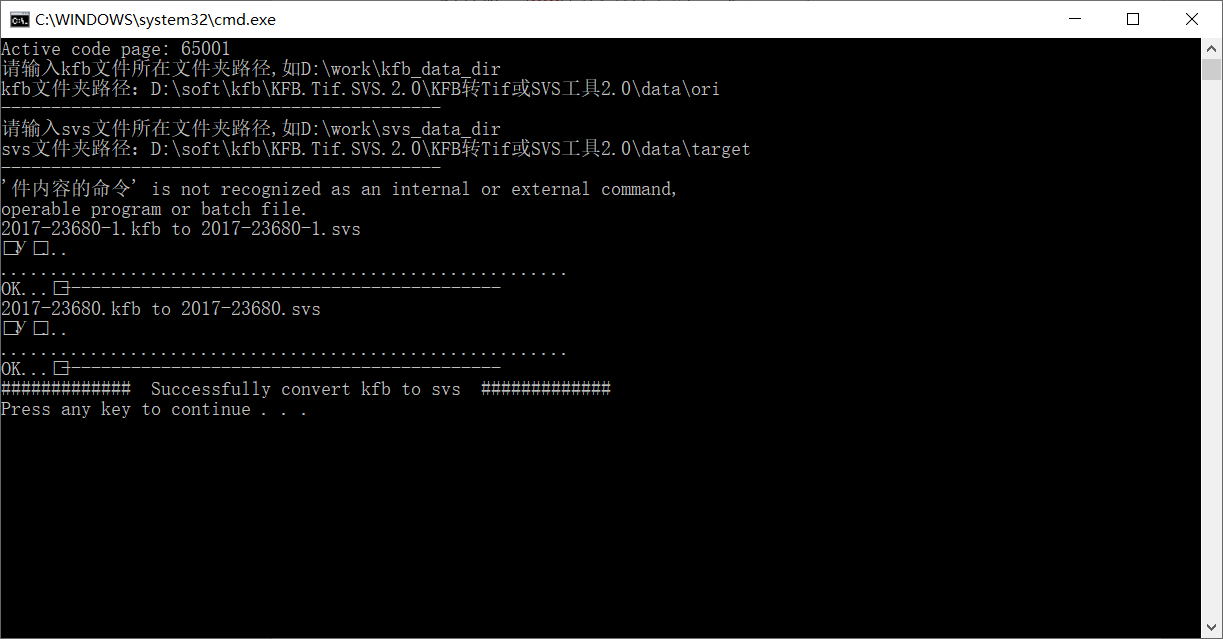 C:\WINDOWS\system32\cmd.exe
Active code page: 65001
请输入kfb文件所在文件夹路径,如D:\work\kfb_data_dir
kfb文件夹路径：D:\soft\kfb\KFB.Tif.SVS.2.0\KFB转Tif或SVS工具2.0\data\ori
--------------------------------------------
请输入svs文件所在文件夹路径,如D:\work\svs_data_dir
svs文件夹路径：D:\soft\kfb\KFB.Tif.SVS.2.0\KFB转Tif或SVS工具2.0\data\target
--------------------------------------------
'件内容的命令' is not recognized as an internal or external command,
operable program or batch file.
2017-23680-1.kfb to 2017-23680-1.svs
□y □..
.........................................................
OK... □--------------------------------------------
2017-23680.kfb to 2017-23680.svs
□y □..
.........................................................
OK... □--------------------------------------------
############# Successfully convert kfb to svs #############
Press any key to continue . . .